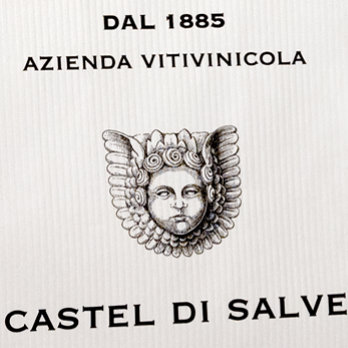 DAL 1885
AZIENDA VITIVINICOLA
CASTEL DI SALVE